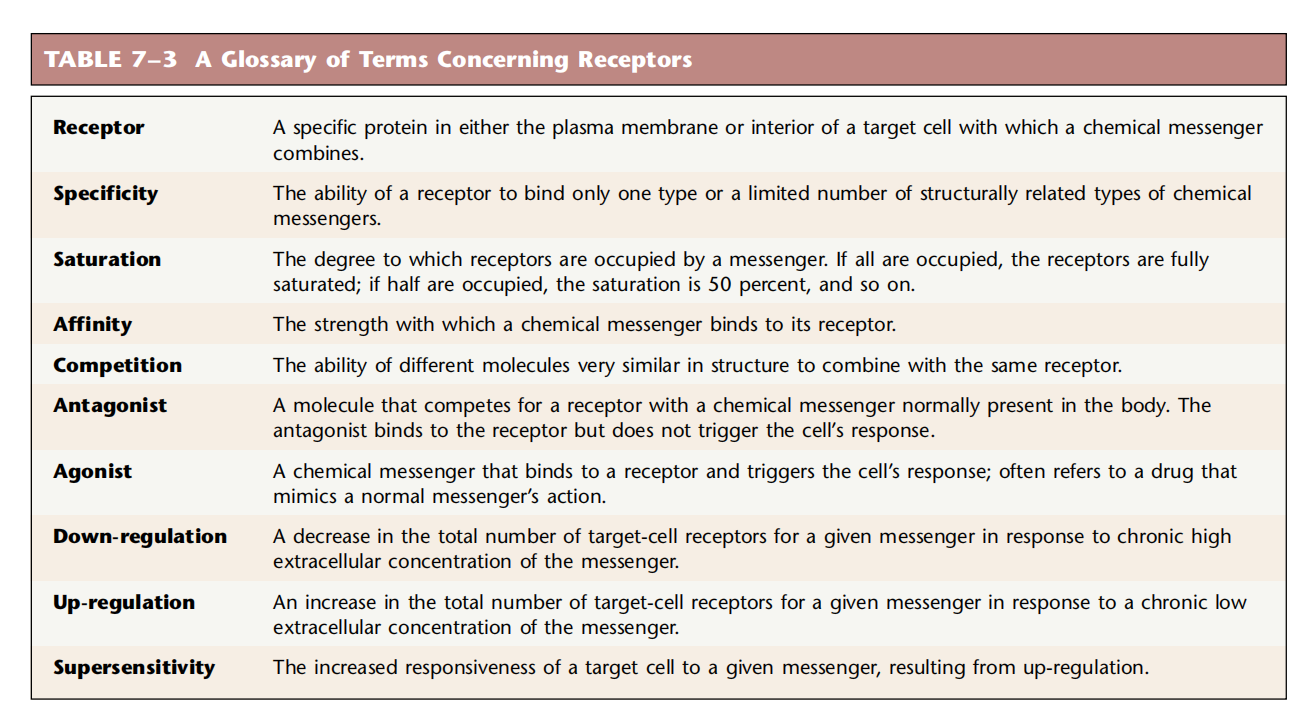 TABLE 7–3 A Glossary of Terms Concerning Receptors
Receptor A specific protein in either the plasma membrane or interior of a target cell with which a chemical messenger
combines.
Specificity The ability of a receptor to bind only one type or a limited number of structurally related types of chemical
messengers.
Saturation The degree to which receptors are occupied by a messenger. If all are occupied, the receptors are fully
saturated; if half are occupied, the saturation is 50 percent, and so on.
Affinity The strength with which a chemical messenger binds to its receptor.
Competition The ability of different molecules very similar in structure to combine with the same receptor.
Antagonist A molecule that competes for a receptor with a chemical messenger normally present in the body. The
antagonist binds to the receptor but does not trigger the cell’s response.
Agonist A chemical messenger that binds to a receptor and triggers the cell’s response; often refers to a drug that
mimics a normal messenger’s action.
Down-regulation A decrease in the total number of target-cell receptors for a given messenger in response to chronic high
extracellular concentration of the messenger.
Up-regulation An increase in the total number of target-cell receptors for a given messenger in response to a chronic low
extracellular concentration of the messenger.
Supersensitivity The increased responsiveness of a target cell to a given messenger, resulting from up-regulation.